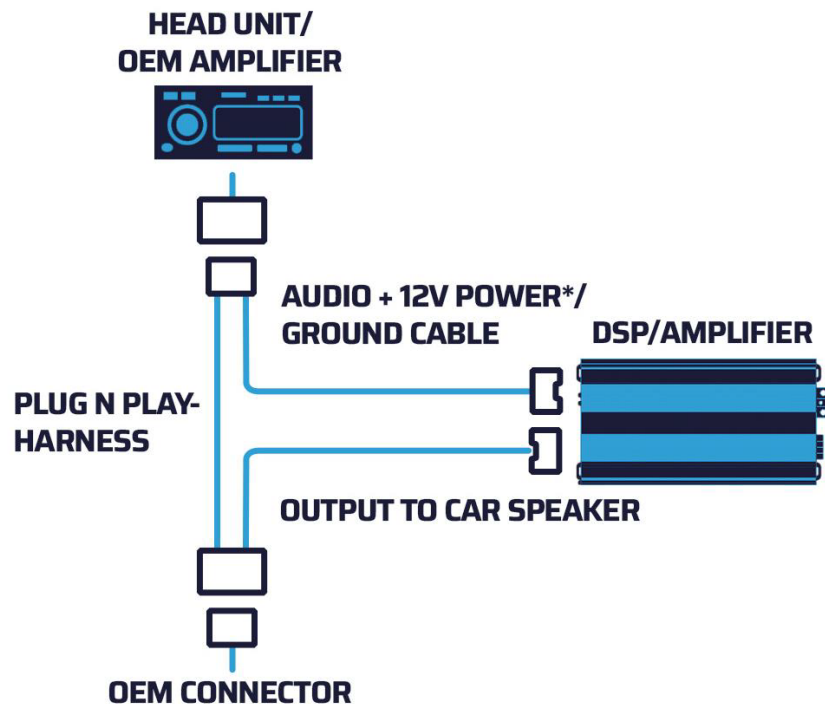 HEAD UNIT/
OEM AMPLIFIER
AUDIO + 12V POWER*/
GROUND CABLE
DSP/AMPLIFIER
PLUG N PLAY-
HARNESS
OUTPUT TO CAR SPEAKER
OEM CONNECTOR